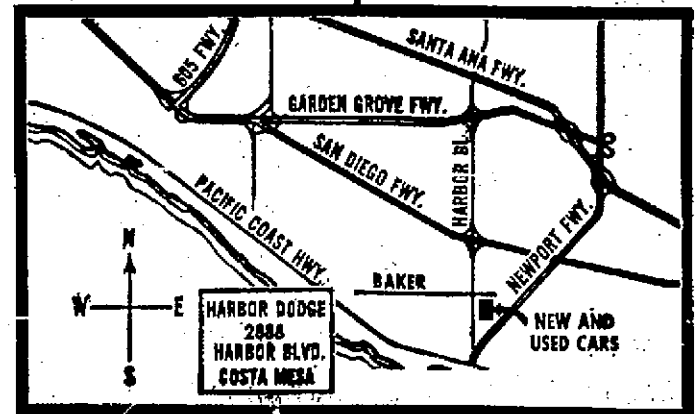 SANTA ANA FWY.
605 FWY.
GARDEN GROVE FWY.
SAN DIEGO FWY.
HARBOR BL.
PACIFIC COAST HWY.
NEWPORT FWY.
BAKER
N
W
E
S
HARBOR DODGE
2888
HARBOR BLVD.
COSTA MESA
NEW AND
USED CARS